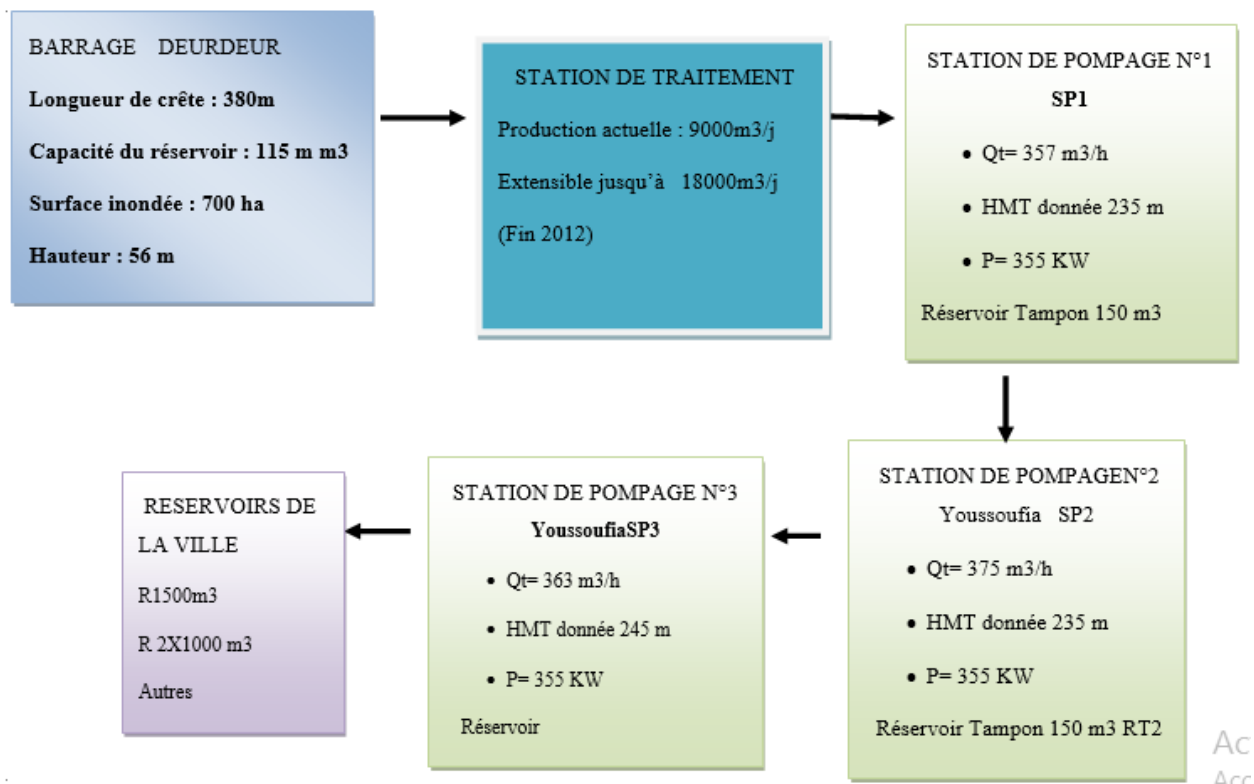 BARRAGE DEURDEUR
Longueur de crête : 380m
Capacité du réservoir : 115 m m3
Surface inondée : 700 ha
Hauteur : 56 m
STATION DE TRAITEMENT
Production actuelle : 9000m3/j
Extensible jusqu’à 18000m3/j
(Fin 2012)
STATION DE POMPAGE N°1
SP1
• Qt= 357 m3/h
• HMT donnée 235 m
• P= 355 KW
Réservoir Tampon 150 m3
STATION DE POMPAGEN°2
Youssoufia SP2
• Qt= 375 m3/h
• HMT donnée 235 m
• P= 355 KW
Réservoir Tampon 150 m3 RT2
STATION DE POMPAGE N°3
YoussoufiaSP3
• Qt= 363 m3/h
• HMT donnée 245 m
• P= 355 KW
Réservoir
RESERVOIRS DE
LA VILLE
R1500m3
R 2X1000 m3
Autres
Ac